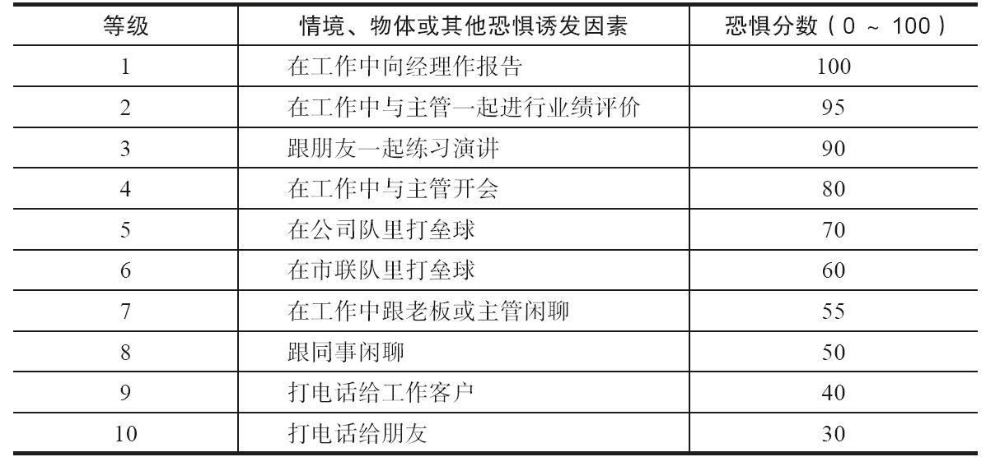 等级 情境、物体或其他恐惧诱发因素 恐惧分数（0 ~ 100）
1 在工作中向经理作报告 100
2 在工作中与主管一起进行业绩评价 95
3 跟朋友一起练习演讲 90
4 在工作中与主管开会 80
5 在公司队里打垒球 70
6 在市联队里打垒球 60
7 在工作中跟老板或主管闲聊 55
8 跟同事闲聊 50
9 打电话给工作客户 40
10 打电话给朋友 30